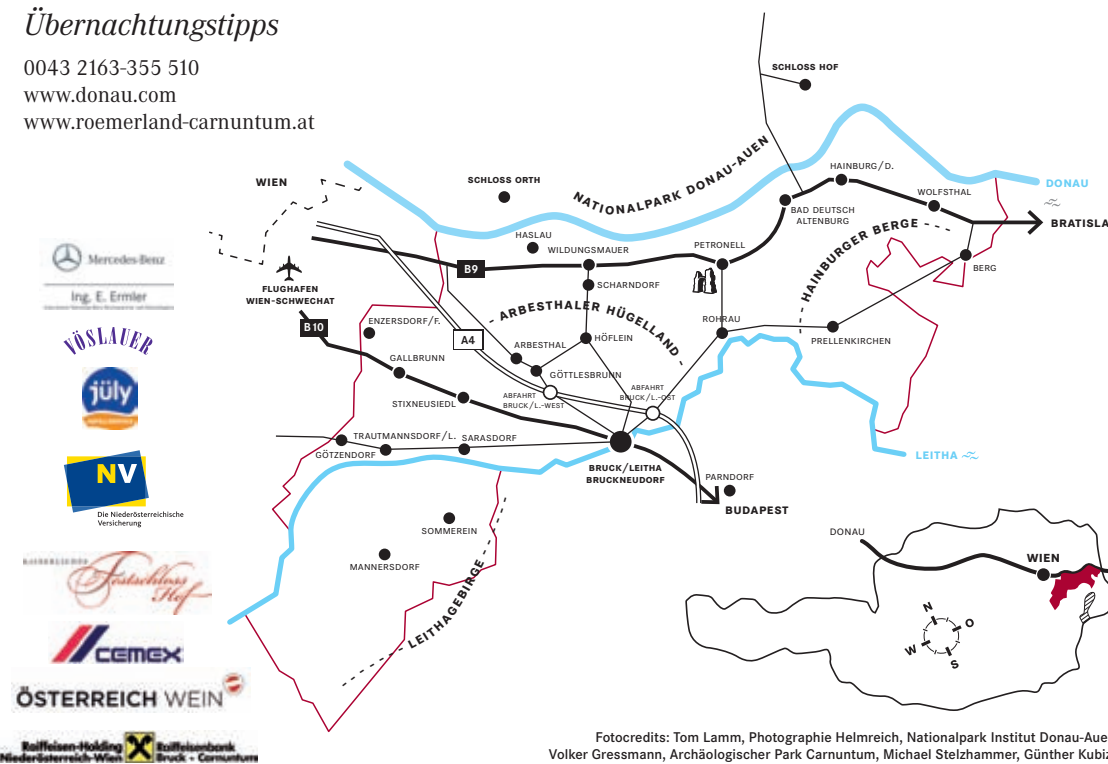 Übernachtungstipps
0043 2163-355 510
www.donau.com
www.roemerland-carnuntum.at
SCHLOSS HOF
WIEN
SCHLOSS ORTH
NATIONALPARK DONAU-AUEN
HAINBURG/D.
WOLFSTHAL
DONAU
BAD DEUTSCH
ALTENBURG
BRATISLA
HASLAU
WILDUNGSMAUER
PETRONELL
HAINBURGER BERGE
BERG
B9
FLUGHAFEN
WIEN-SCHWECHAT
SCHARNDORF
ARBESTHALER HÜGELLAND
B10
ENZERSDORF/F.
A4
ROHRAU
PRELLENKIRCHEN
HÖFLEIN
ARBESTHAL
GALLBRUNN
GÖTTLESBRUNN
ABFAHRT
BRUCK/L.-WEST
ABFAHRT
BRUCK/L.-OST
STIXNEUSIEDL
TRAUTMANNSDORF/L.
SARASDORF
GÖTZENDORF
LEITHA
BRUCK/LEITHA
BRUCKNEUDORF
PARNDORF
BUDAPEST
SOMMEREIN
MANNERSDORF
LEITHAGEBIRGE
DONAU
WIEN
N
O
S
W
Mercedes-Benz
Ing. E. Ermler
VÖSLAUER
jüly
NV
Die Niederösterreichische
Versicherung
Festschloss
Hof
CEMEX
ÖSTERREICH WEIN
Raiffeisen-Holding
Niederösterreich-Wien
Raiffeisenbank
Bruck - Carnuntum
Fotocredits: Tom Lamm, Photographie Helmreich, Nationalpark Institut Donau-Aue
Volker Gressmann, Archäologischer Park Carnuntum, Michael Stelzhammer, Günther Kubiz